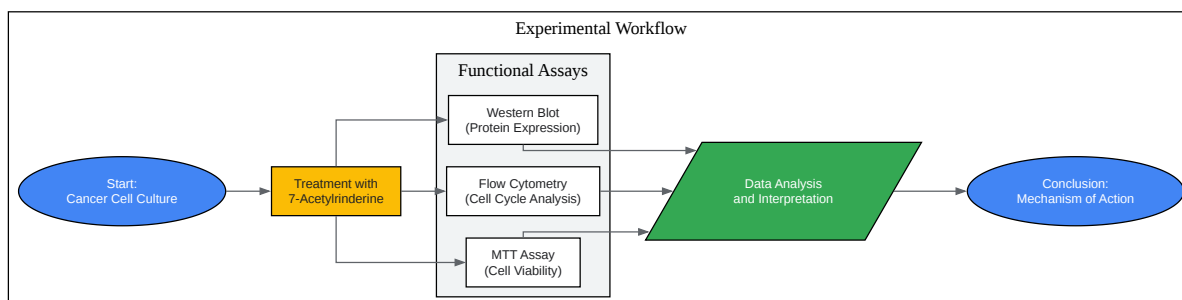 Experimental Workflow
Functional Assays
Western Blot
(Protein Expression)
Start:
Cancer Cell Culture
Treatment with
7-Acetylrinderine
Flow Cytometry
(Cell Cycle Analysis)
Data Analysis
and Interpretation
Conclusion:
Mechanism of Action
MTT Assay
(Cell Viability)